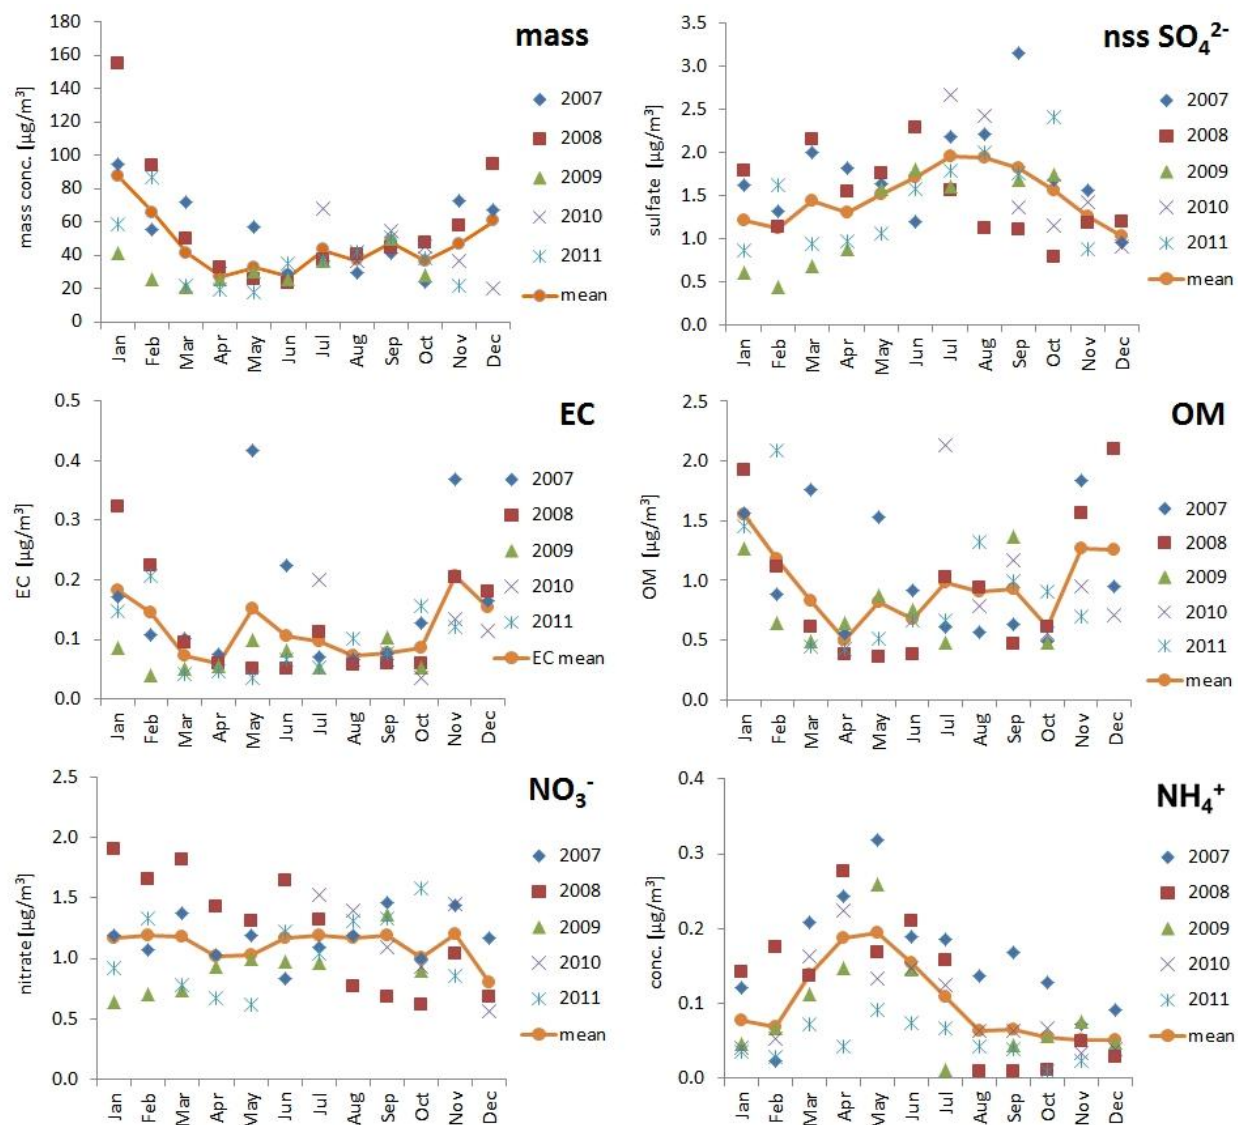 mass
mass conc. [µg/m³]
180
160
140
120
100
80
60
40
20
0
Jan Feb Mar Apr May Jun Jul Aug Sep Oct Nov Dec
2007
2008
2009
2010
2011
mean
nss SO₄²⁻
sulfate [µg/m³]
3.5
3.0
2.5
2.0
1.5
1.0
0.5
0.0
Jan Feb Mar Apr May Jun Jul Aug Sep Oct Nov Dec
2007
2008
2009
2010
2011
mean
EC
EC [µg/m³]
0.5
0.4
0.3
0.2
0.1
0.0
Jan Feb Mar Apr May Jun Jul Aug Sep Oct Nov Dec
2007
2008
2009
2010
2011
EC mean
OM
OM [µg/m³]
2.5
2.0
1.5
1.0
0.5
0.0
Jan Feb Mar Apr May Jun Jul Aug Sep Oct Nov Dec
2007
2008
2009
2010
2011
mean
NO₃⁻
nitrate [µg/m³]
2.5
2.0
1.5
1.0
0.5
0.0
Jan Feb Mar Apr May Jun Jul Aug Sep Oct Nov Dec
2007
2008
2009
2010
2011
mean
NH₄⁺
conc. [µg/m³]
0.4
0.3
0.2
0.1
0.0
Jan Feb Mar Apr May Jun Jul Aug Sep Oct Nov Dec
2007
2008
2009
2010
2011
mean